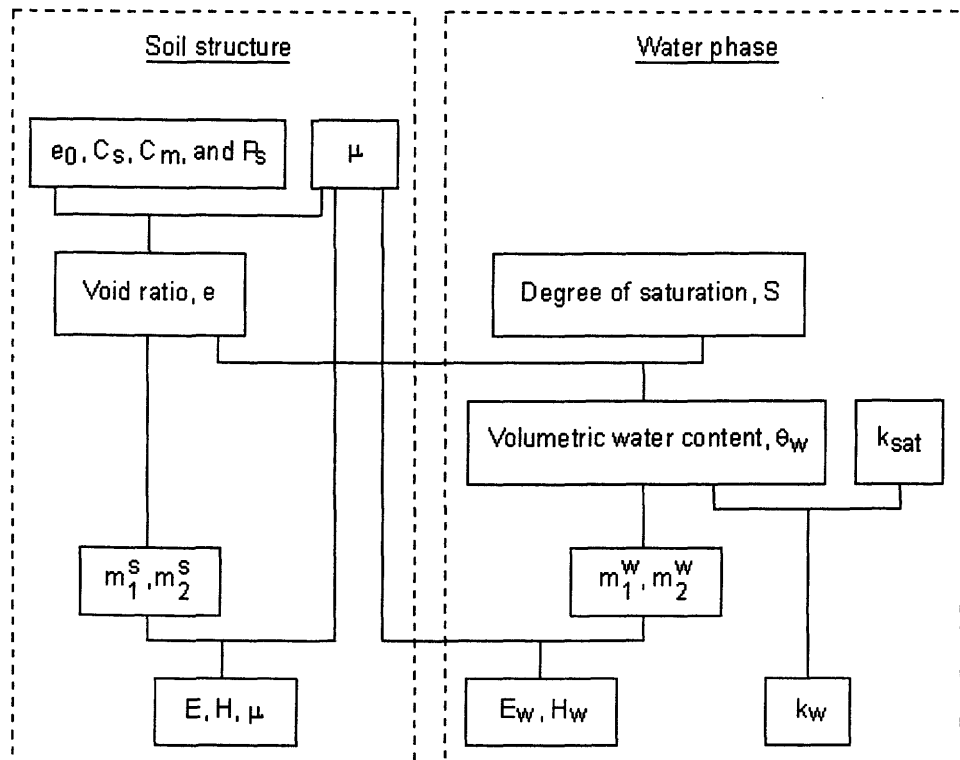 Soil structure
Water phase
e0, Cs, Cm, and Ps
μ
Void ratio, e
Degree of saturation, S
Volumetric water content, θw
ksat
m₁ˢ, m₂ˢ
m₁ʷ, m₂ʷ
E, H, μ
Ew, Hw
kw